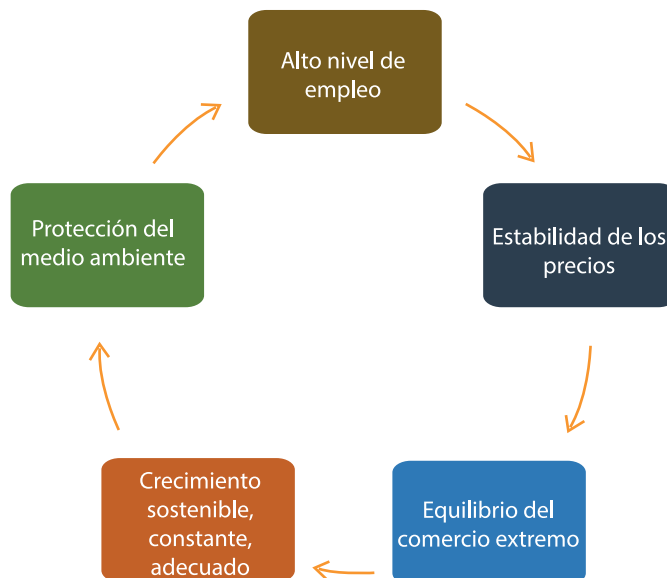 Alto nivel de
empleo
Estabilidad de los
precios
Equilibrio del
comercio extremo
Crecimiento
sostenible,
constante,
adecuado
Protección del
medio ambiente